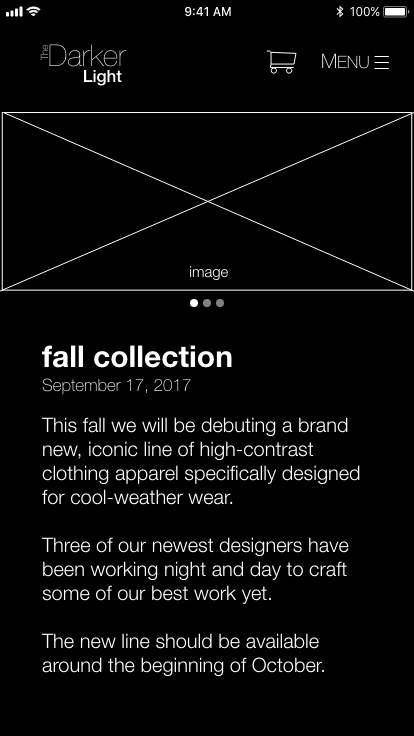 9:41 AM
100%
The Darker
Light
MENU
image
fall collection
September 17, 2017
This fall we will be debuting a brand
new, iconic line of high-contrast
clothing apparel specifically designed
for cool-weather wear.
Three of our newest designers have
been working night and day to craft
some of our best work yet.
The new line should be available
around the beginning of October.